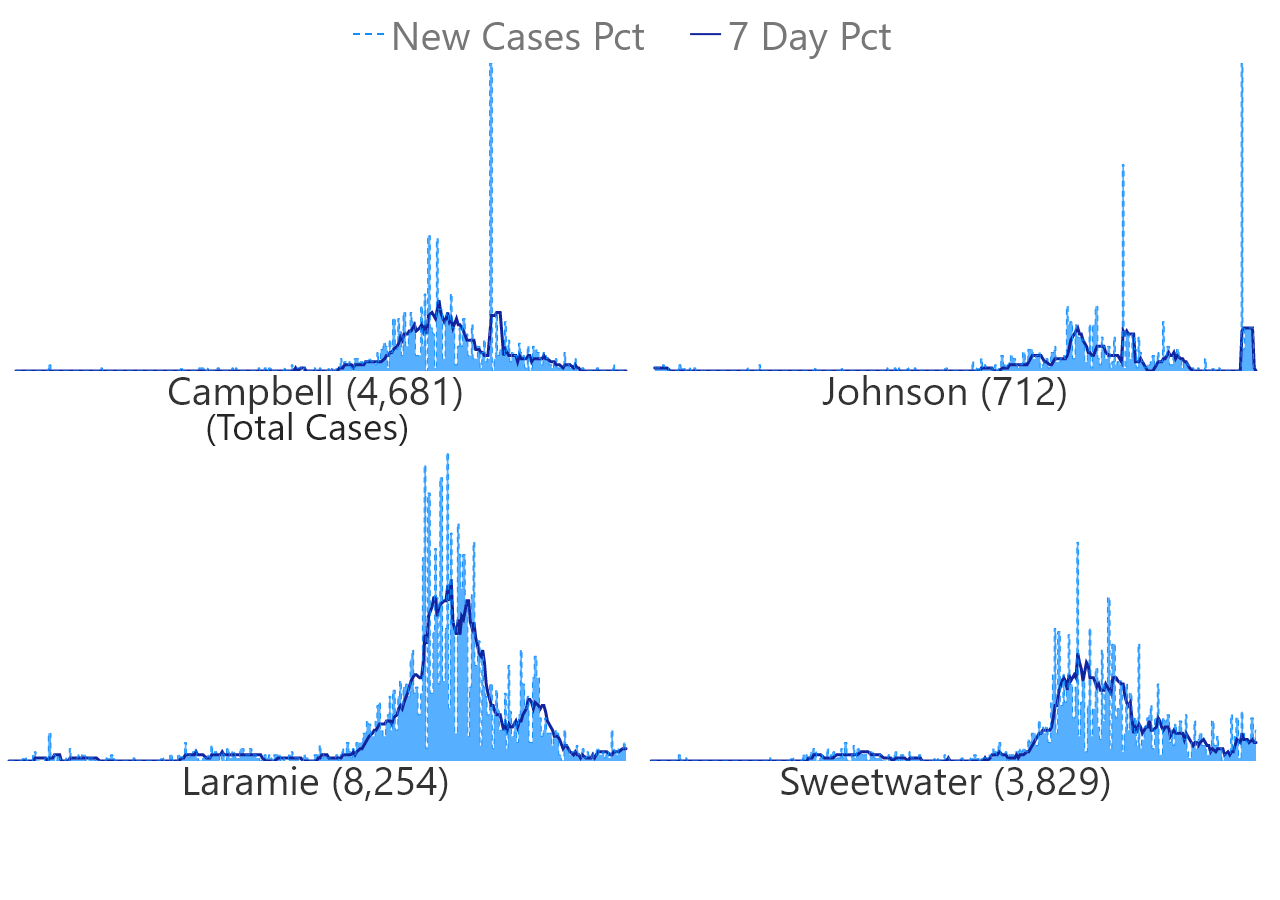 New Cases Pct 7 Day Pct
Campbell (4,681) Johnson (712)
(Total Cases)
Laramie (8,254) Sweetwater (3,829)